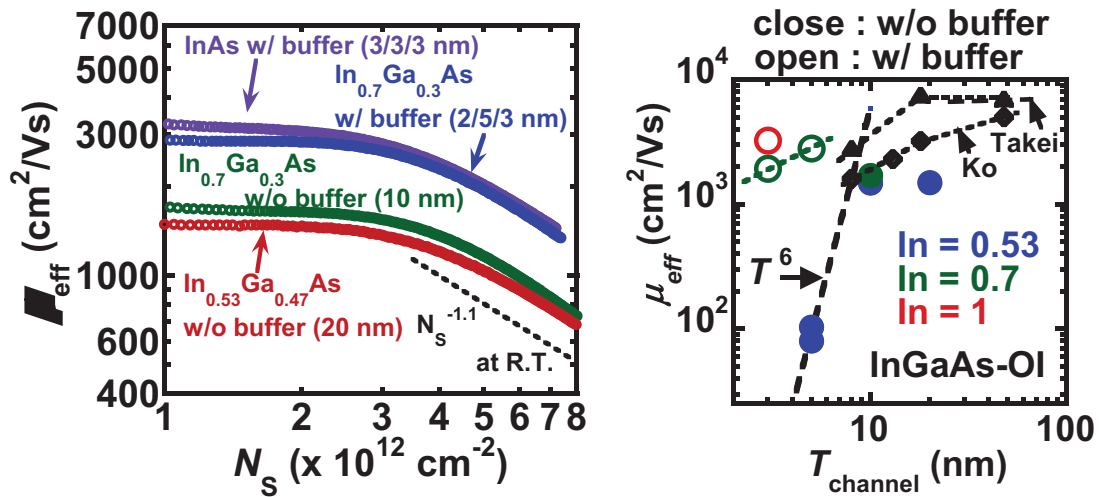 7000
5000
3000
1000
800
600
400
μeff (cm2/Vs)
InAs w/ buffer (3/3/3 nm)
In0.7Ga0.3As
w/ buffer (2/5/3 nm)
In0.7Ga0.3As
w/o buffer (10 nm)
In0.53Ga0.47As
w/o buffer (20 nm)
NS-1.1
at R.T.
1 2 3 4 5 6 7 8
NS (x 1012 cm-2)
close : w/o buffer
open : w/ buffer
104
103
102
μeff (cm2/Vs)
Takei
Ko
T6
In = 0.53
In = 0.7
In = 1
InGaAs-OI
10 100
Tchannel (nm)